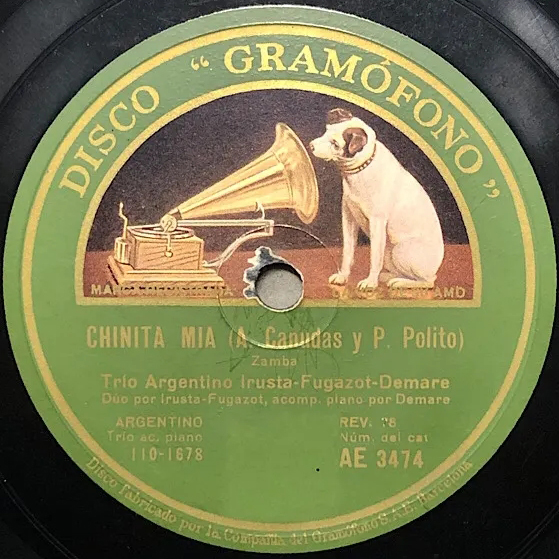 DISCO “GRAMÓFONO”
CHINITA MIA (A. Canudas y P. Polito)
Zamba
Trio Argentino Irusta-Fugazot-Demare
Dúo por Irusta-Fugazot, acomp. piano por Demare
ARGENTINO
Trio ac. piano
110-1678
REV. 78
Núm. del cat
AE 3474
Disco fabricado por la Compañía del Gramófono S.A.E. Barcelona